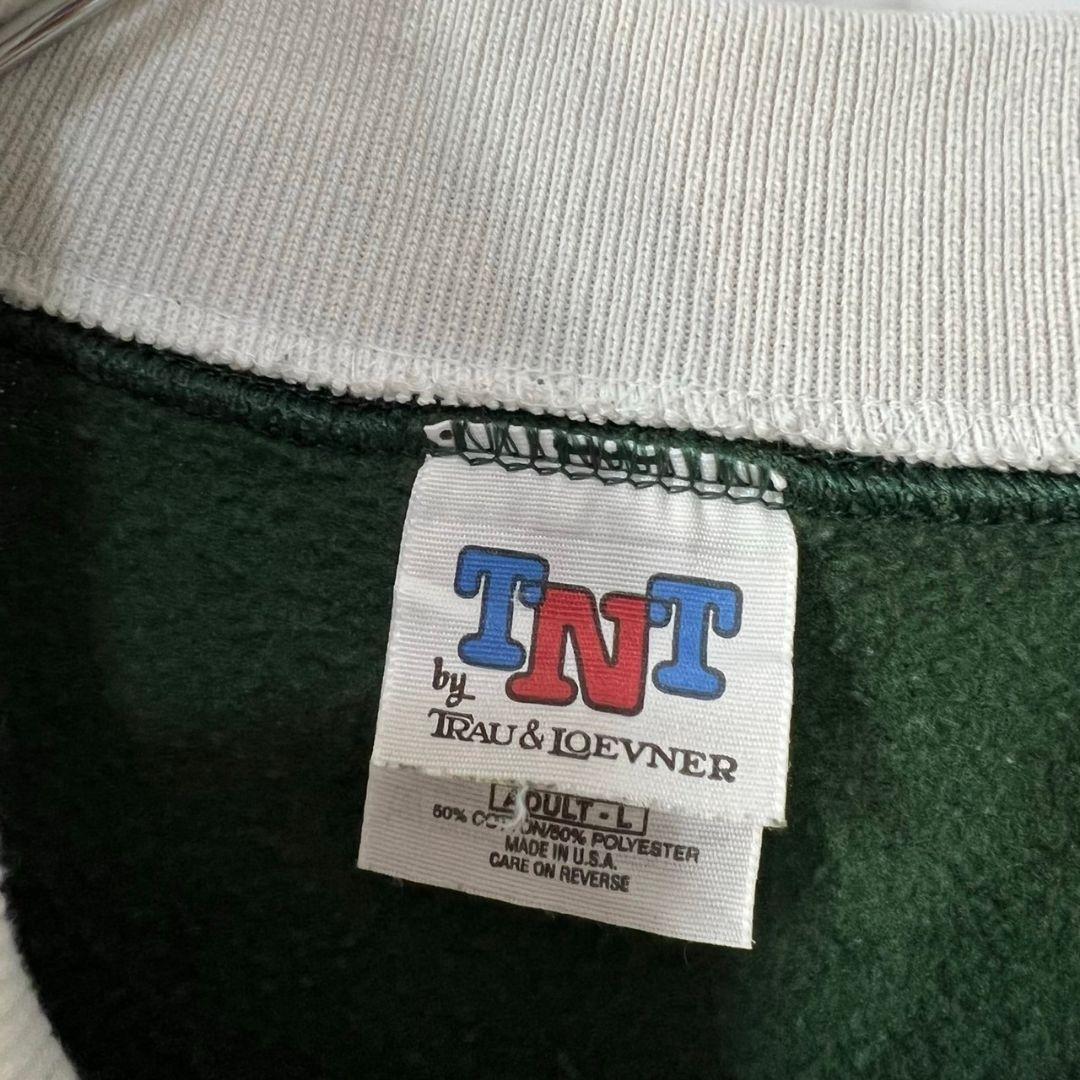 TNT
by
TRAU & LOEVNER
ADULT - L
50% COTTON/50% POLYESTER
MADE IN U.S.A.
CARE ON REVERSE